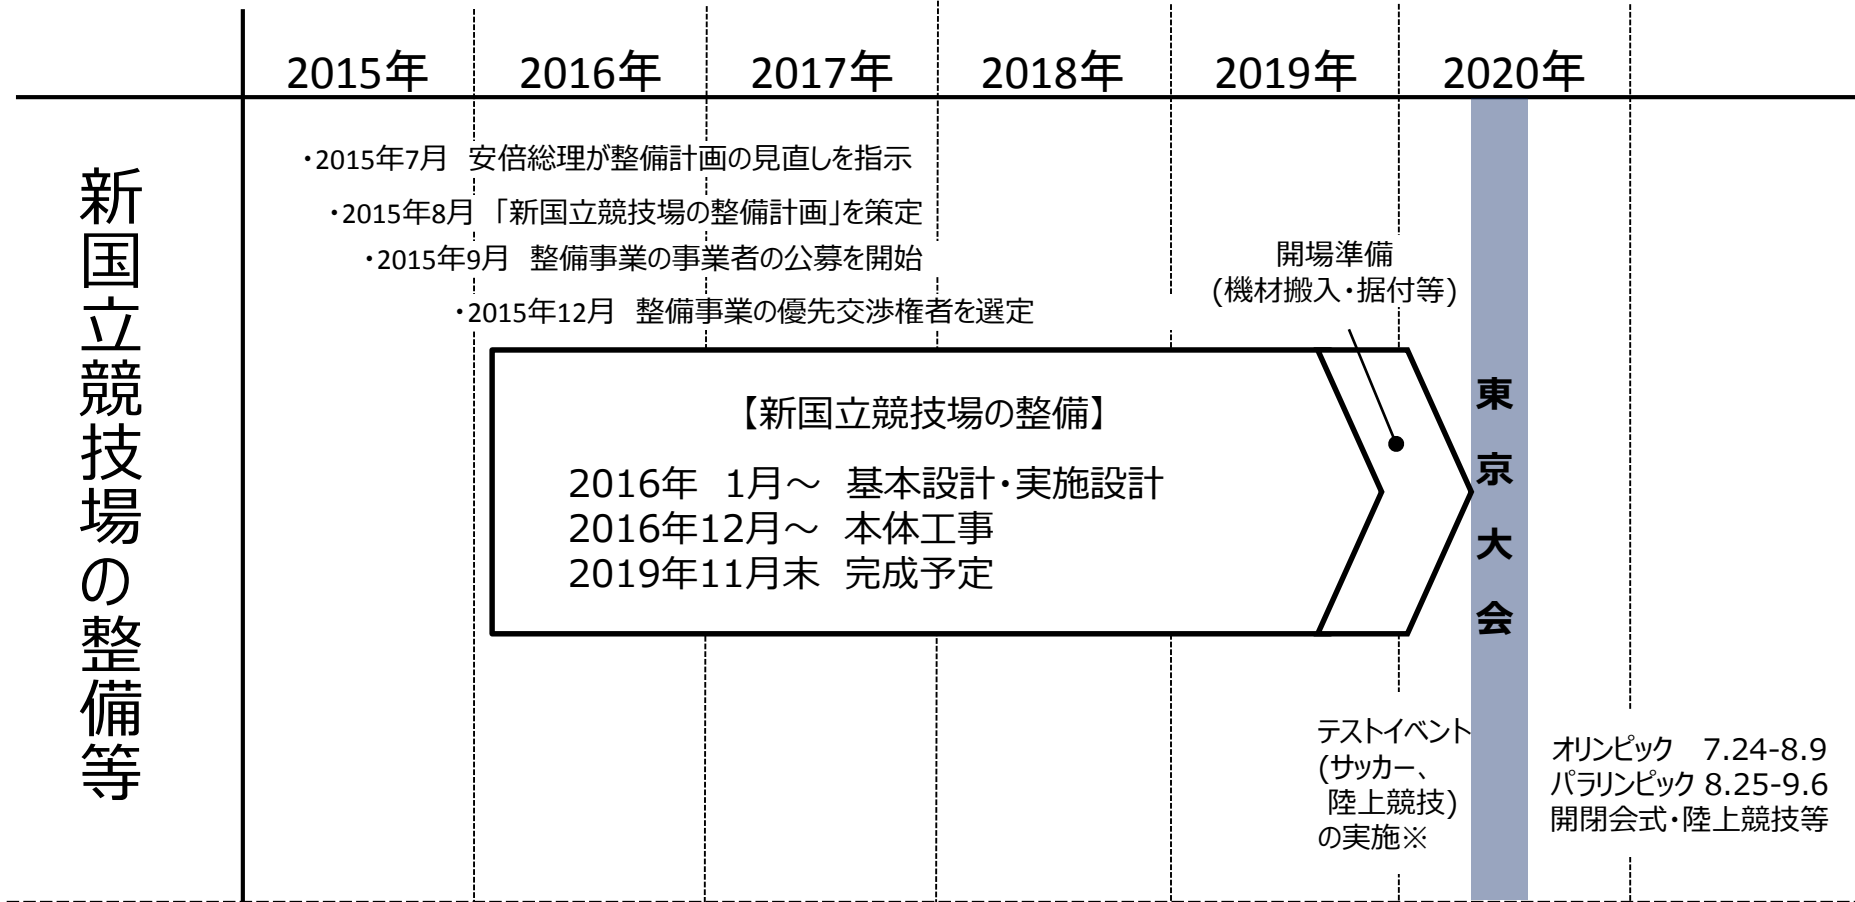 2015年 2016年 2017年 2018年 2019年 2020年
新国立競技場の整備等
・2015年7月 安倍総理が整備計画の見直しを指示
・2015年8月 「新国立競技場の整備計画」を策定
・2015年9月 整備事業の事業者の公募を開始
・2015年12月 整備事業の優先交渉権者を選定
開場準備
(機材搬入・据付等)
【新国立競技場の整備】
2016年 1月～ 基本設計・実施設計
2016年12月～ 本体工事
2019年11月末 完成予定
東京大会
テストイベント
(サッカー、
陸上競技)
の実施※
オリンピック 7.24-8.9
パラリンピック 8.25-9.6
開閉会式・陸上競技等